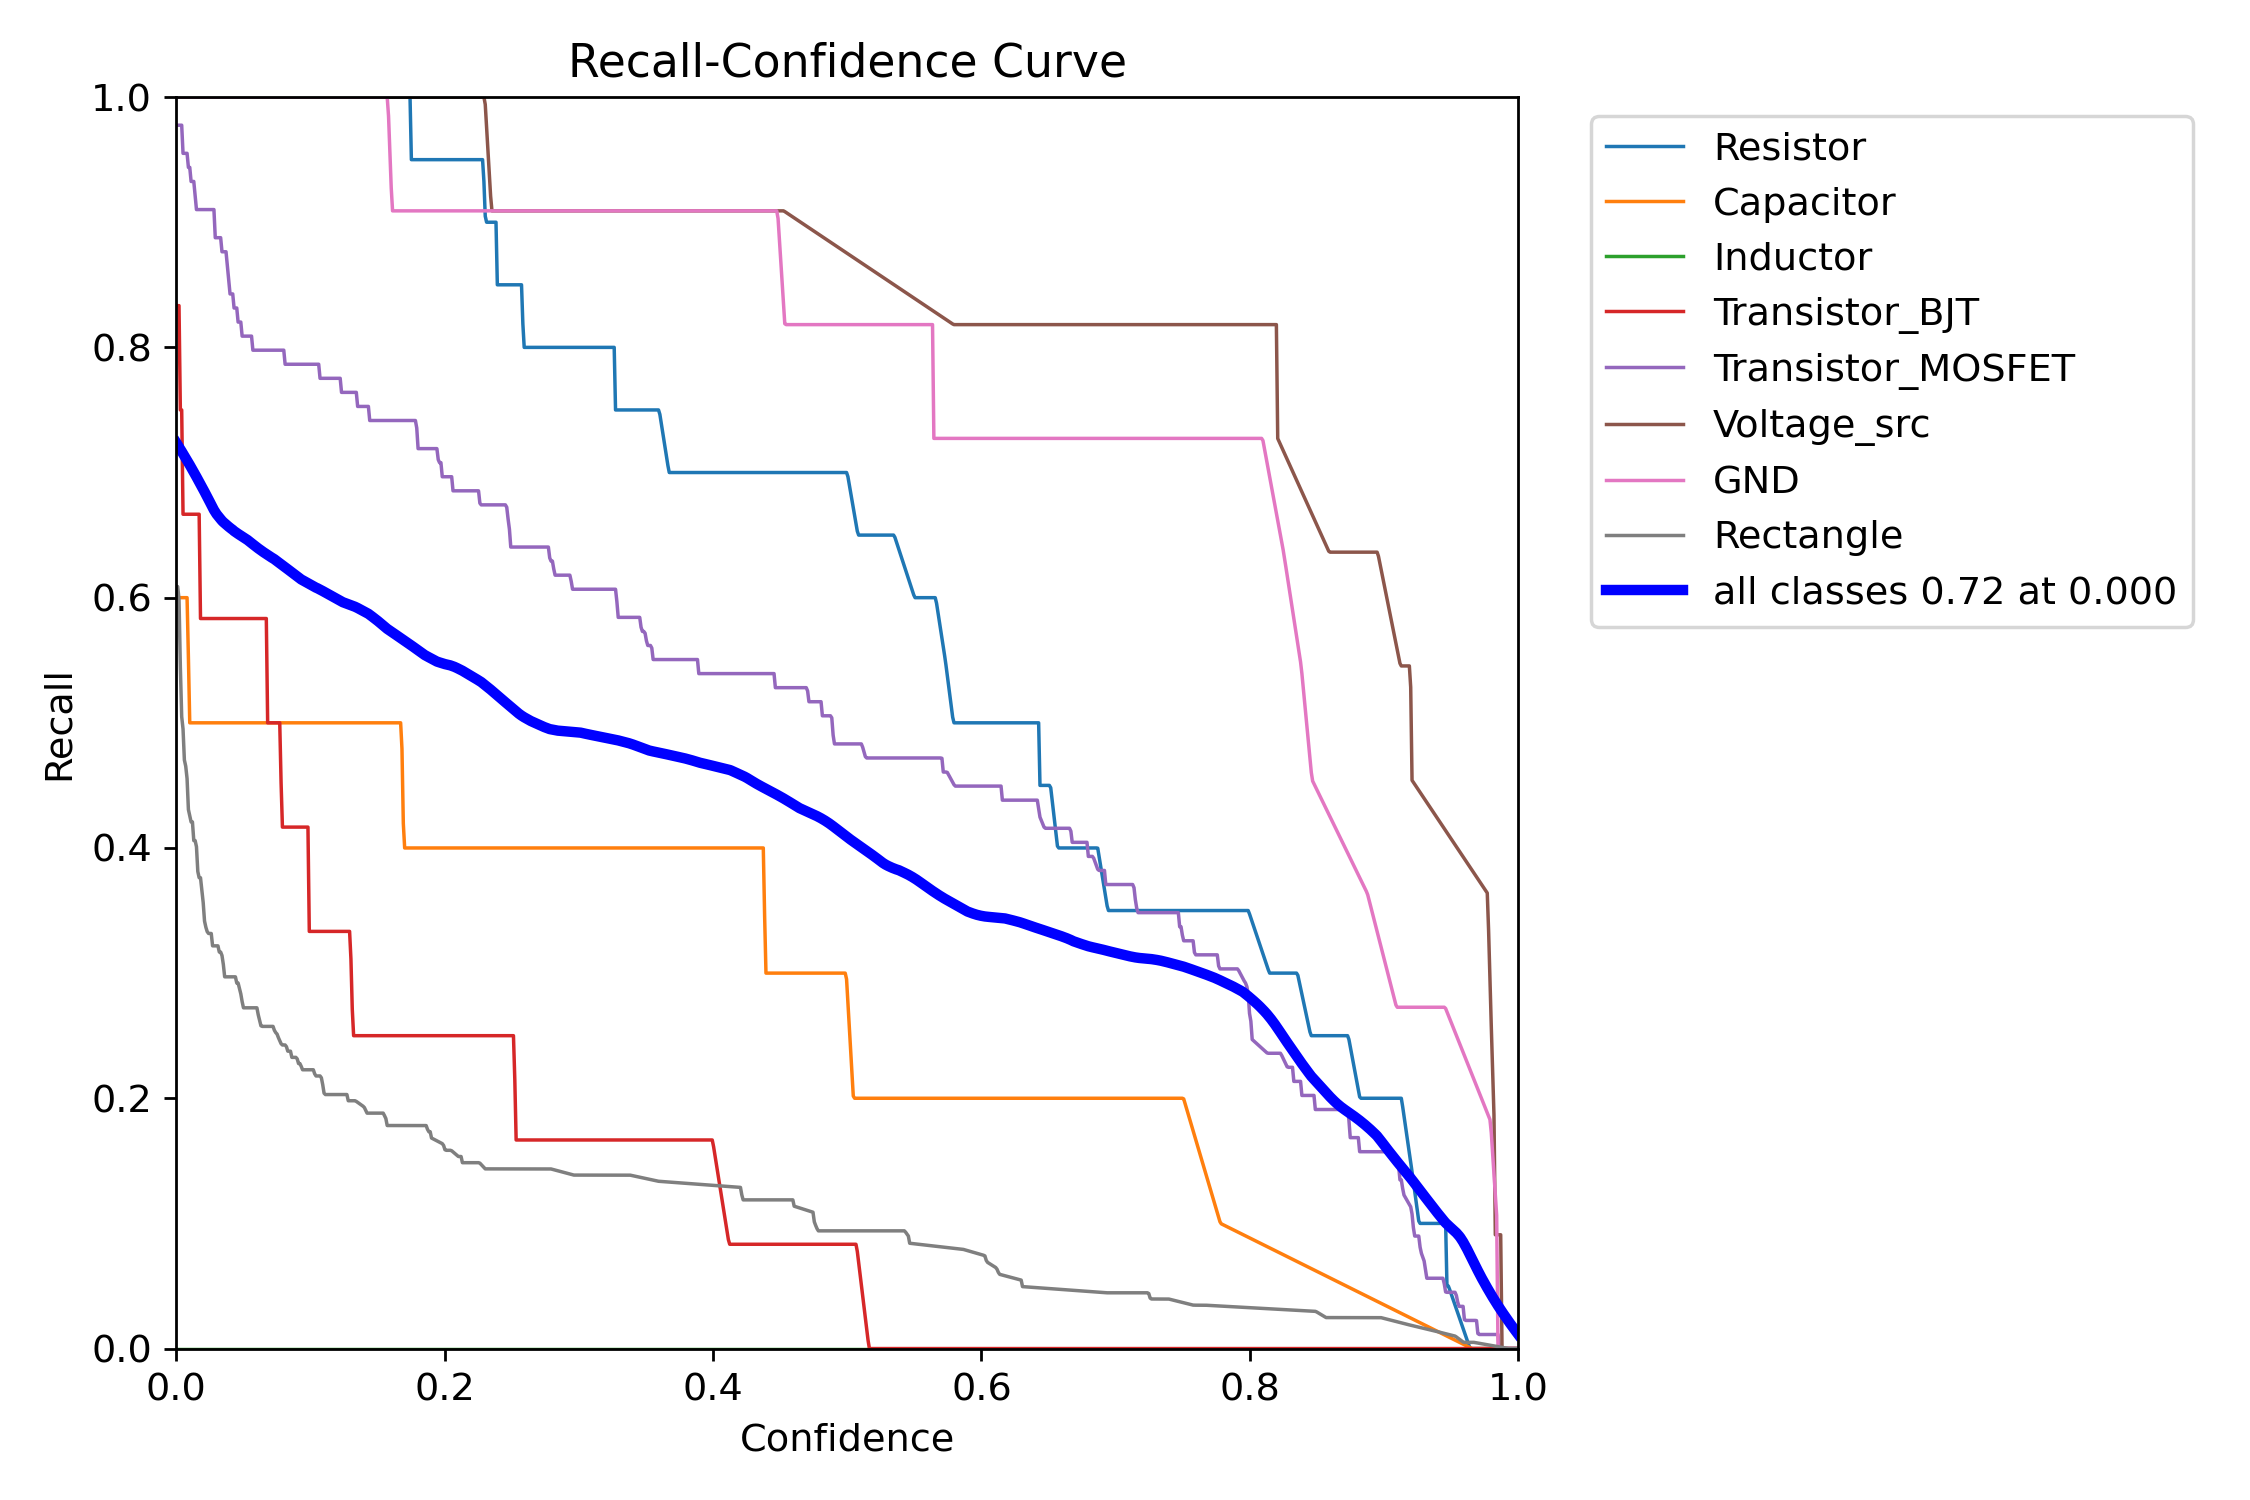 Recall-Confidence Curve
1.0
0.8
0.6
0.4
0.2
0.0
Recall
0.0 0.2 0.4 0.6 0.8 1.0
Confidence
Resistor
Capacitor
Inductor
Transistor_BJT
Transistor_MOSFET
Voltage_src
GND
Rectangle
all classes 0.72 at 0.000